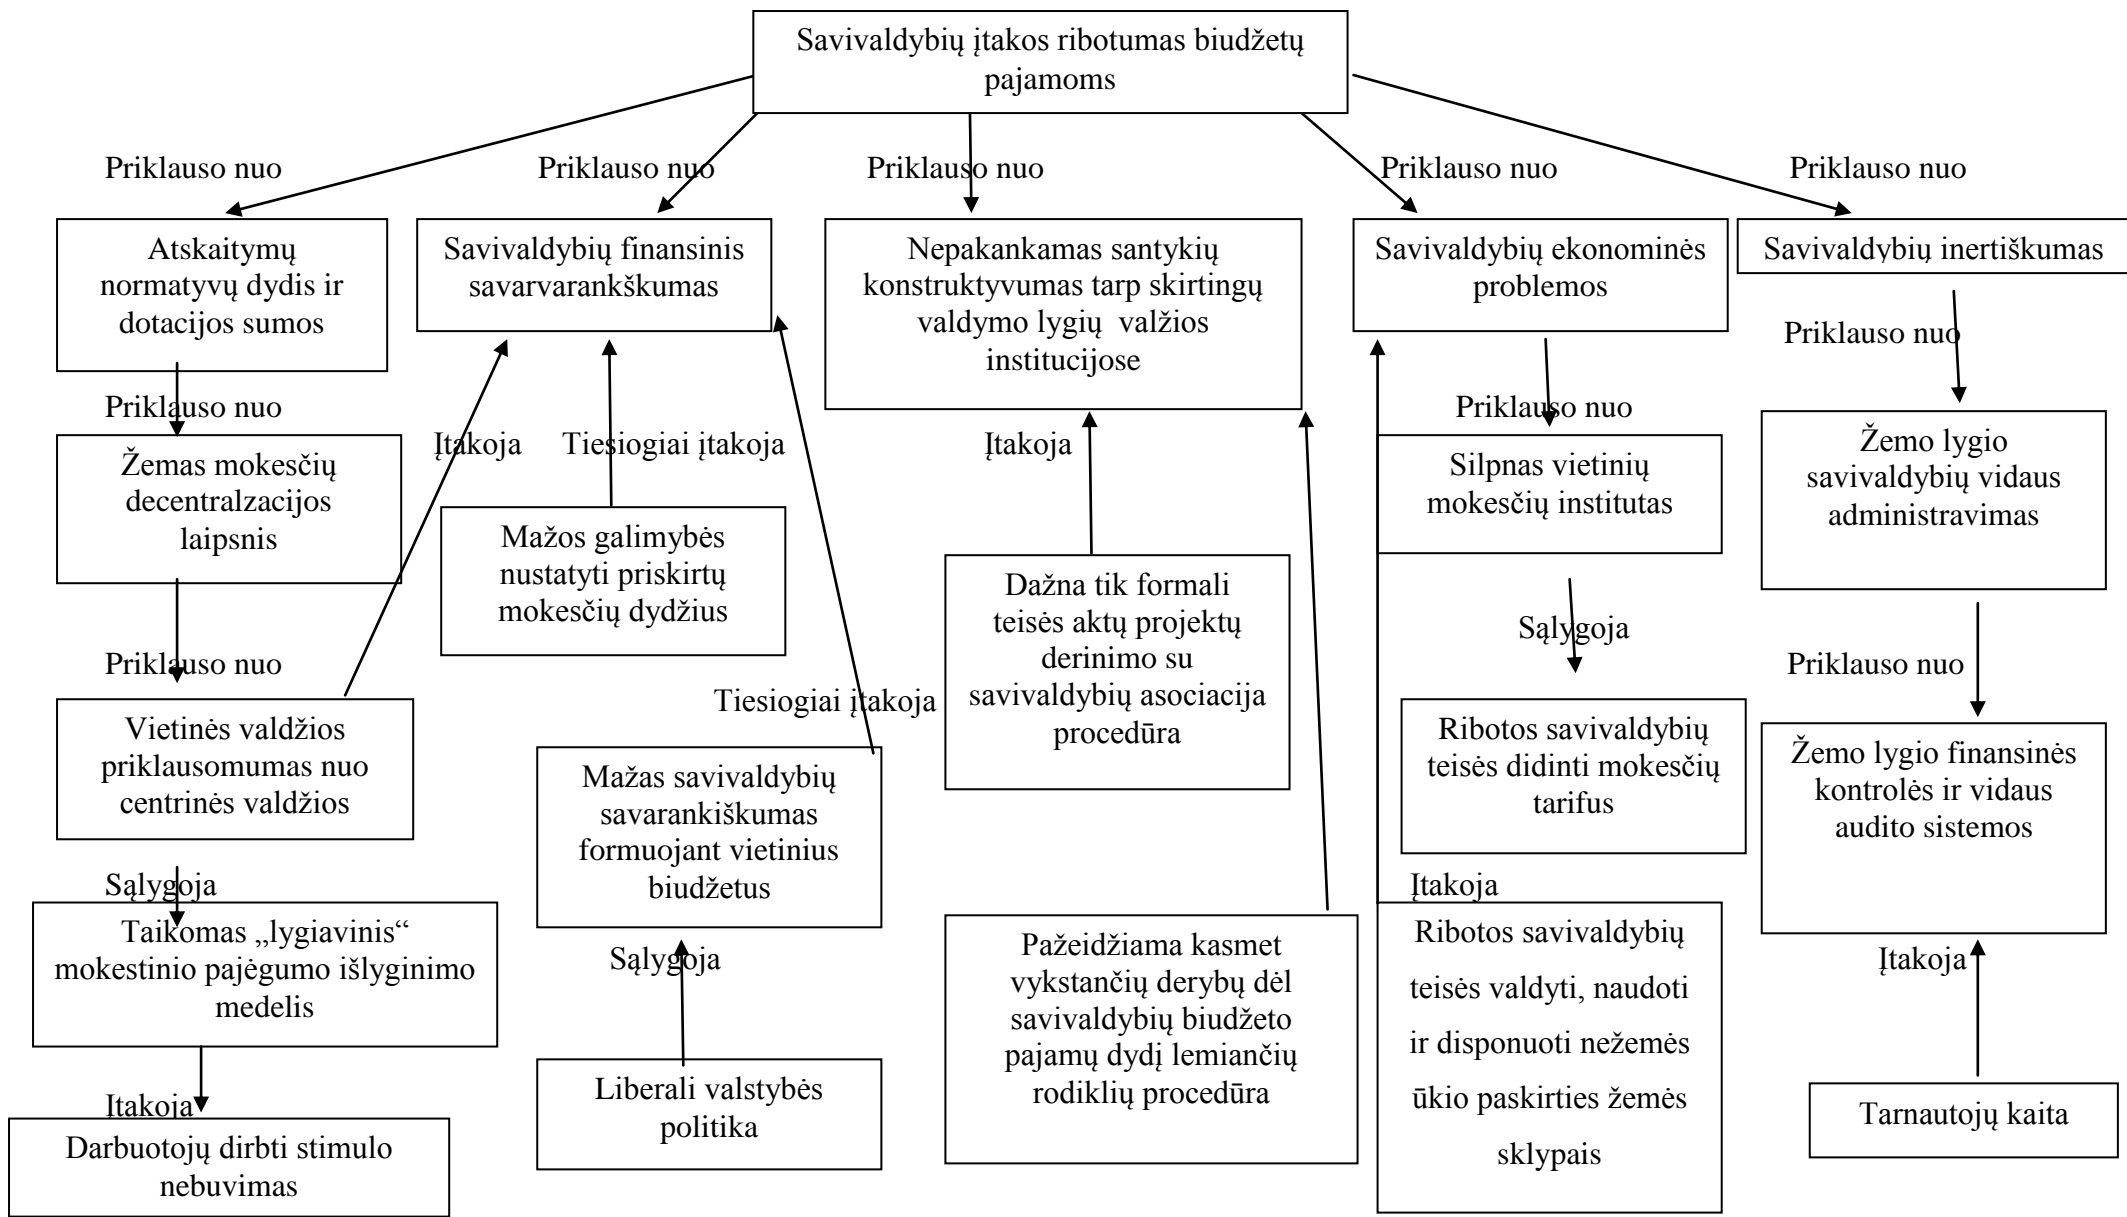 Savivaldybių įtakos ribotumas biudžetų
pajamoms
Priklauso nuo
Priklauso nuo
Priklauso nuo
Priklauso nuo
Priklauso nuo
Atskaitymų
normatyvų dydis ir
dotacijos sumos
Savivaldybių finansinis
savarvarankškumas
Nepakankamas santykių
konstruktyvumas tarp skirtingų
valdymo lygių valžios
institucijose
Savivaldybių ekonominės
problemos
Savivaldybių inertiškumas
Priklauso nuo
Priklauso nuo
Įtakoja
Tiesiogiai įtakoja
Įtakoja
Priklauso nuo
Žemas mokesčių
decentralzacijos
laipsnis
Mažos galimybės
nustatyti priskirtų
mokesčių dydžius
Silpnas vietinių
mokesčių institutas
Žemo lygio
savivaldybių vidaus
administravimas
Dažna tik formali
teisės aktų projektų
derinimo su
savivaldybių asociacija
procedūra
Sąlygoja
Priklauso nuo
Priklauso nuo
Tiesiogiai įtakoja
Vietinės valdžios
priklausomumas nuo
centrinės valdžios
Mažas savivaldybių
savarankiškumas
formuojant vietinius
biudžetus
Ribotos savivaldybių
teisės didinti mokesčių
tarifus
Žemo lygio finansinės
kontrolės ir vidaus
audito sistemos
Sąlygoja
Įtakoja
Taikomas „lygiavinis“
mokestinio pajėgumo išlyginimo
medelis
Sąlygoja
Pažeidžiama kasmet
vykstančių derybų dėl
savivaldybių biudžeto
pajamų dydį lemiančių
rodiklių procedūra
Ribotos savivaldybių
teisės valdyti, naudoti
ir disponuoti nežemės
ūkio paskirties žemės
sklypais
Įtakoja
Įtakoja
Liberali valstybės
politika
Tarnautojų kaita
Darbuotojų dirbti stimulo
nebuvimas